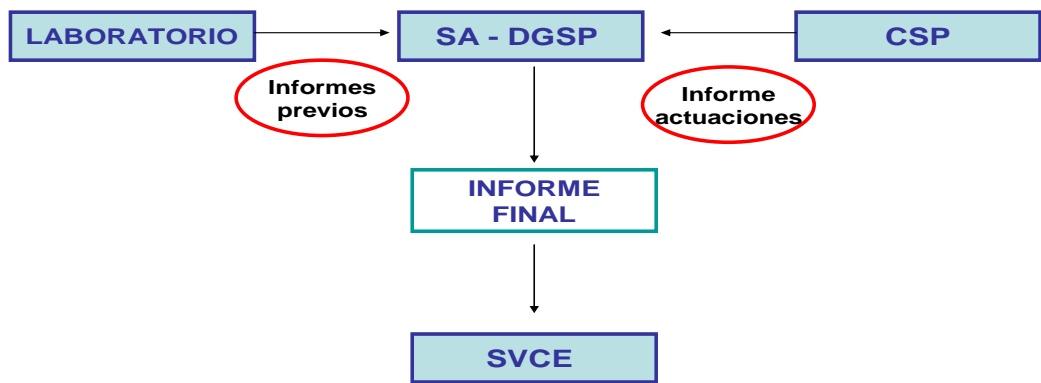 LABORATORIO
SA - DGSP
CSP
Informes
previos
Informe
actuaciones
INFORME
FINAL
SVCE